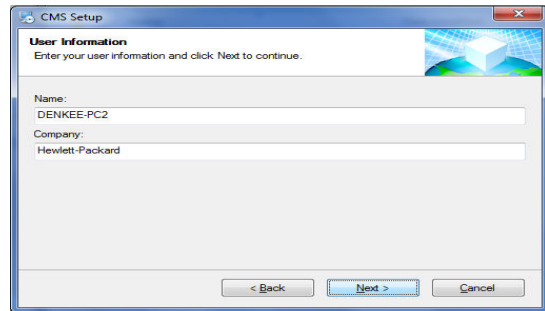 CMS Setup
User Information
Enter your user information and click Next to continue.
Name:
DENKEE-PC2
Company:
Hewlett-Packard
< Back
Next >
Cancel